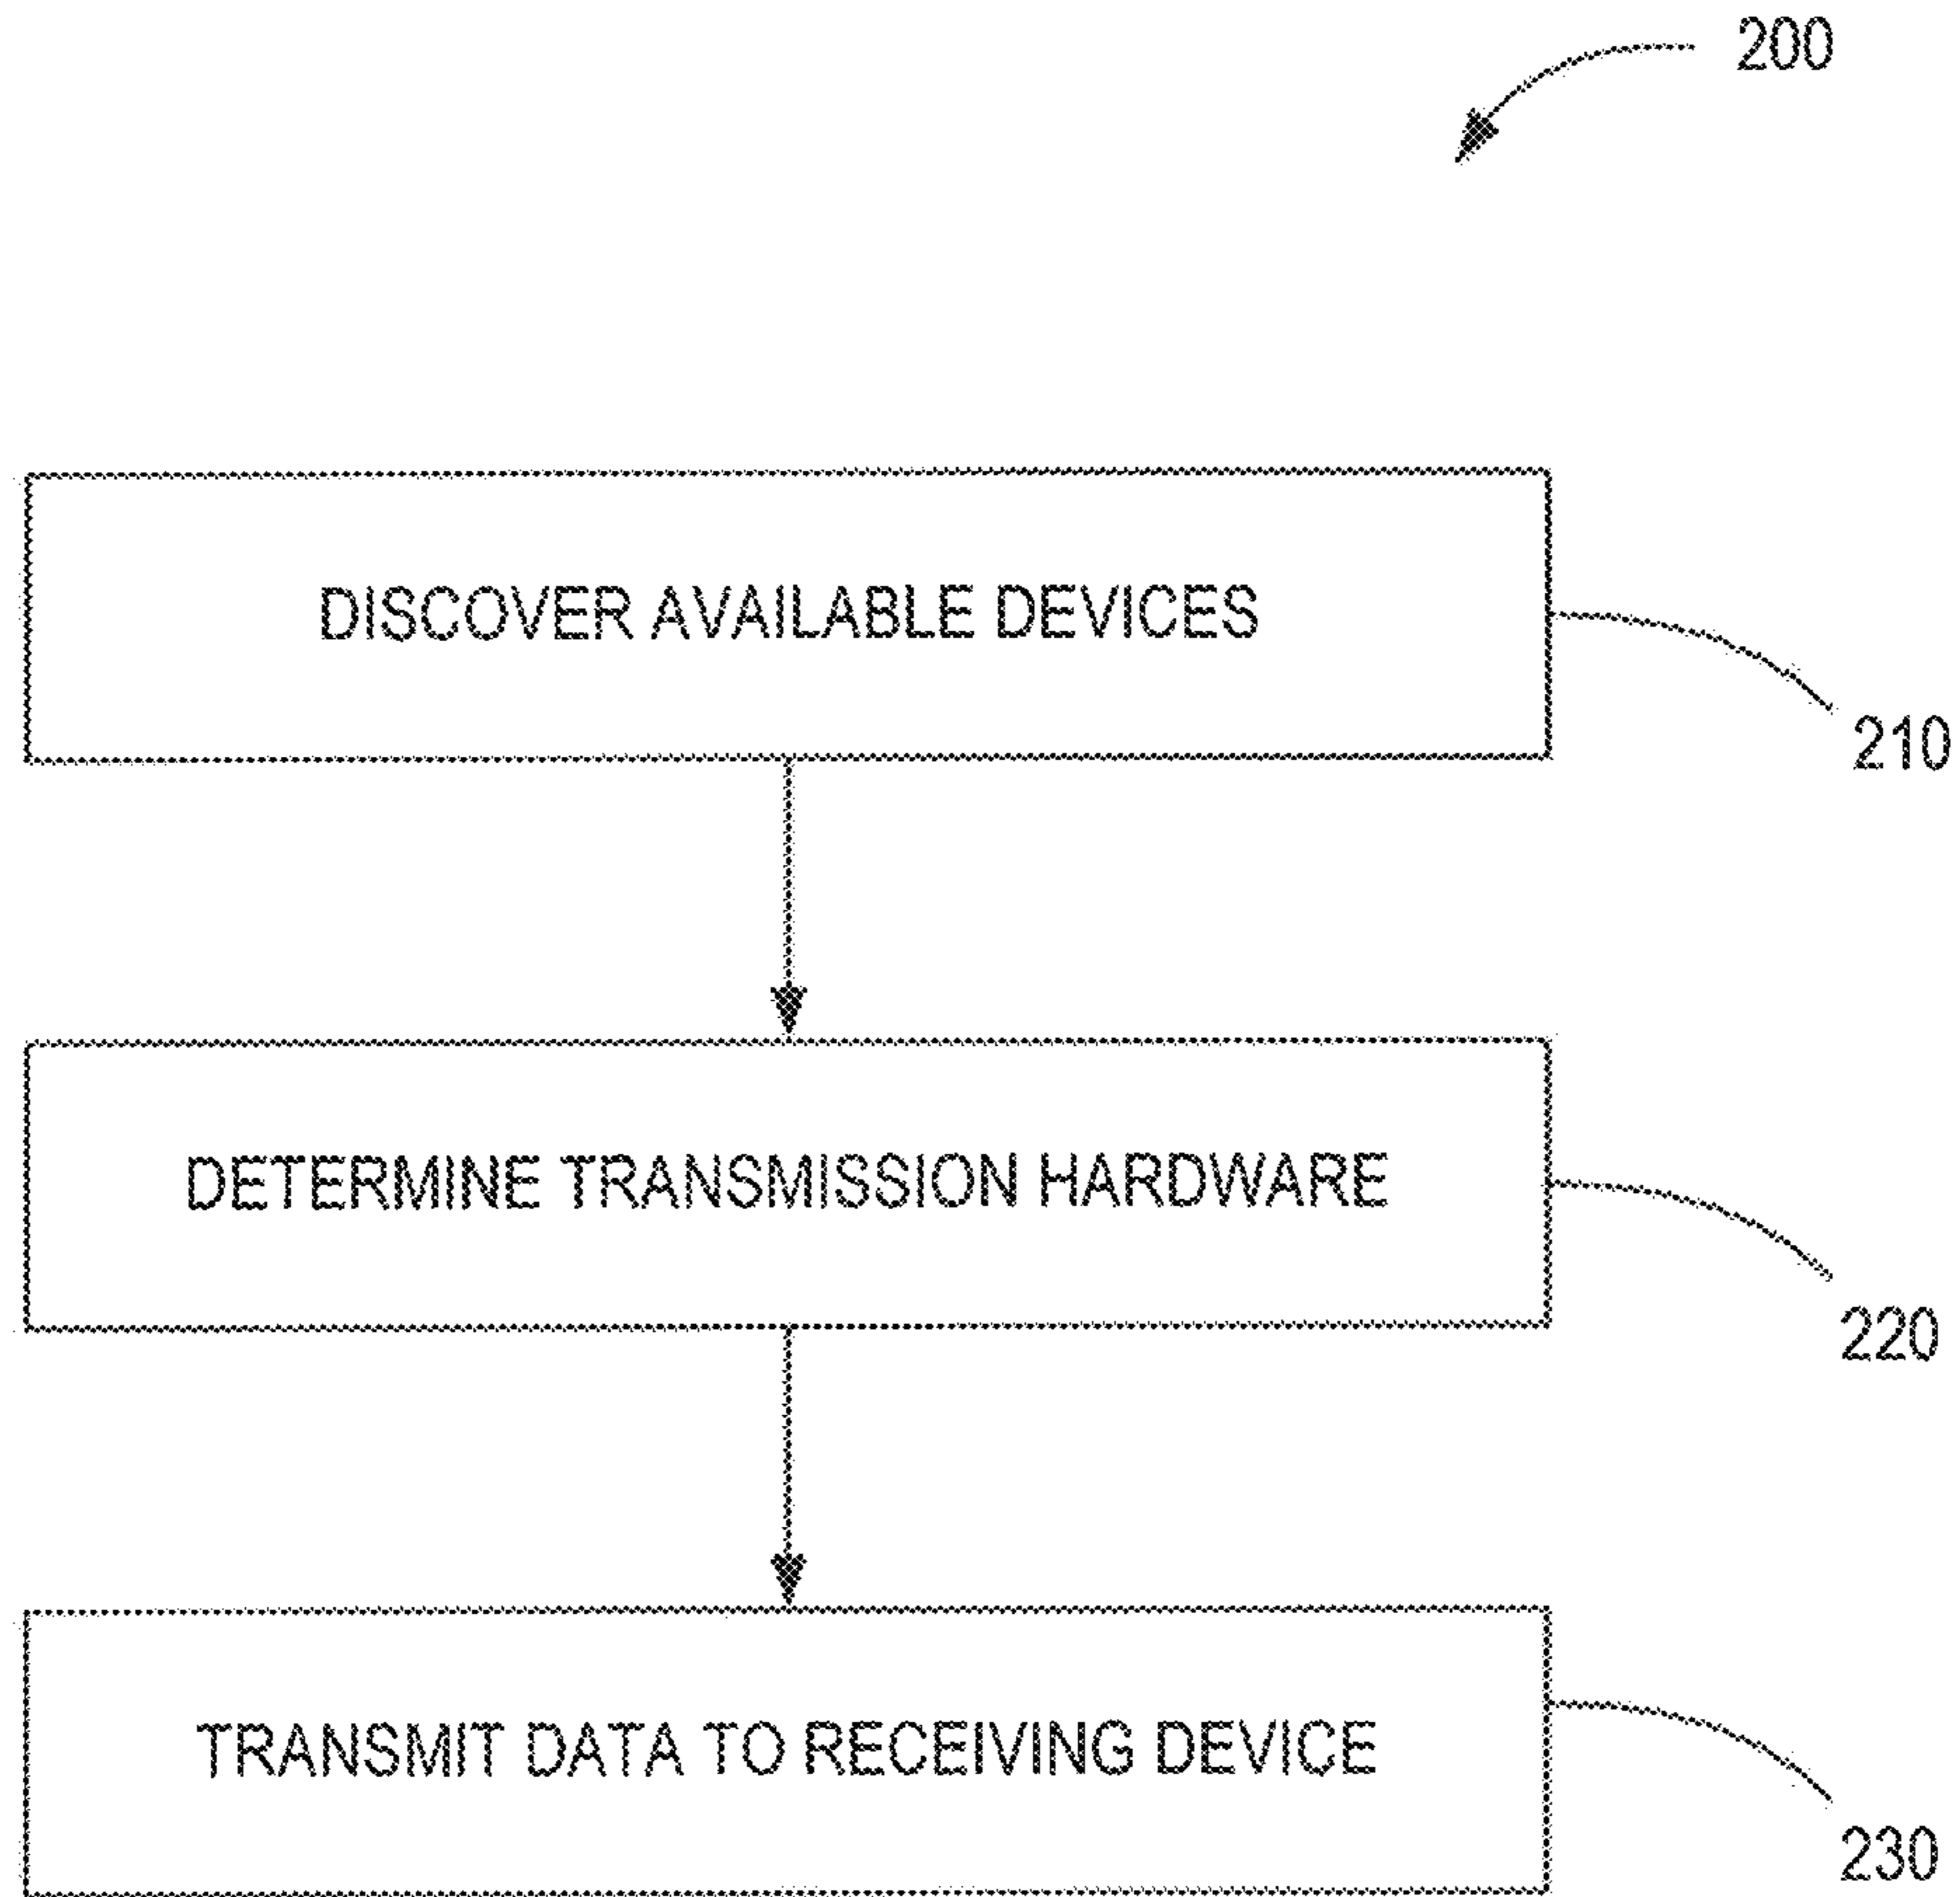 200
DISCOVER AVAILABLE DEVICES
210
DETERMINE TRANSMISSION HARDWARE
220
TRANSMIT DATA TO RECEIVING DEVICE
230